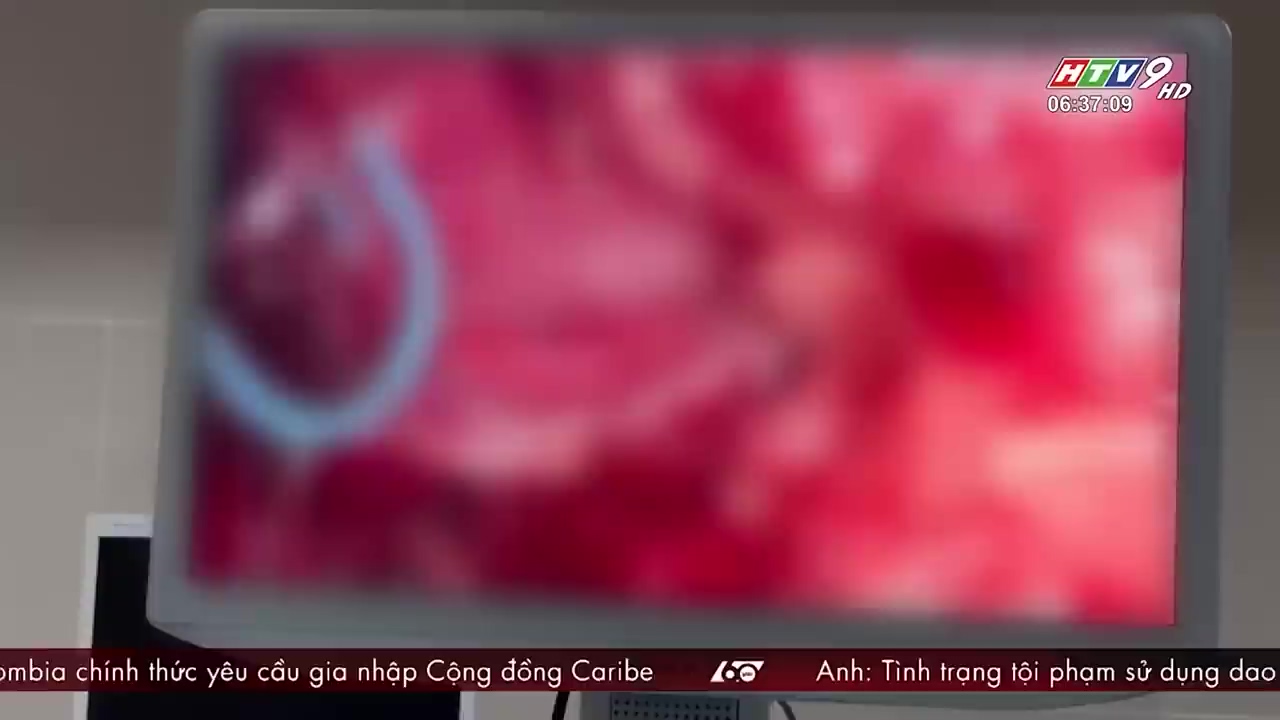 HTV9 HD
06:37:09
ombia chính thức yêu cầu gia nhập Cộng đồng Caribe
60
Anh: Tình trạng tội phạm sử dụng dao